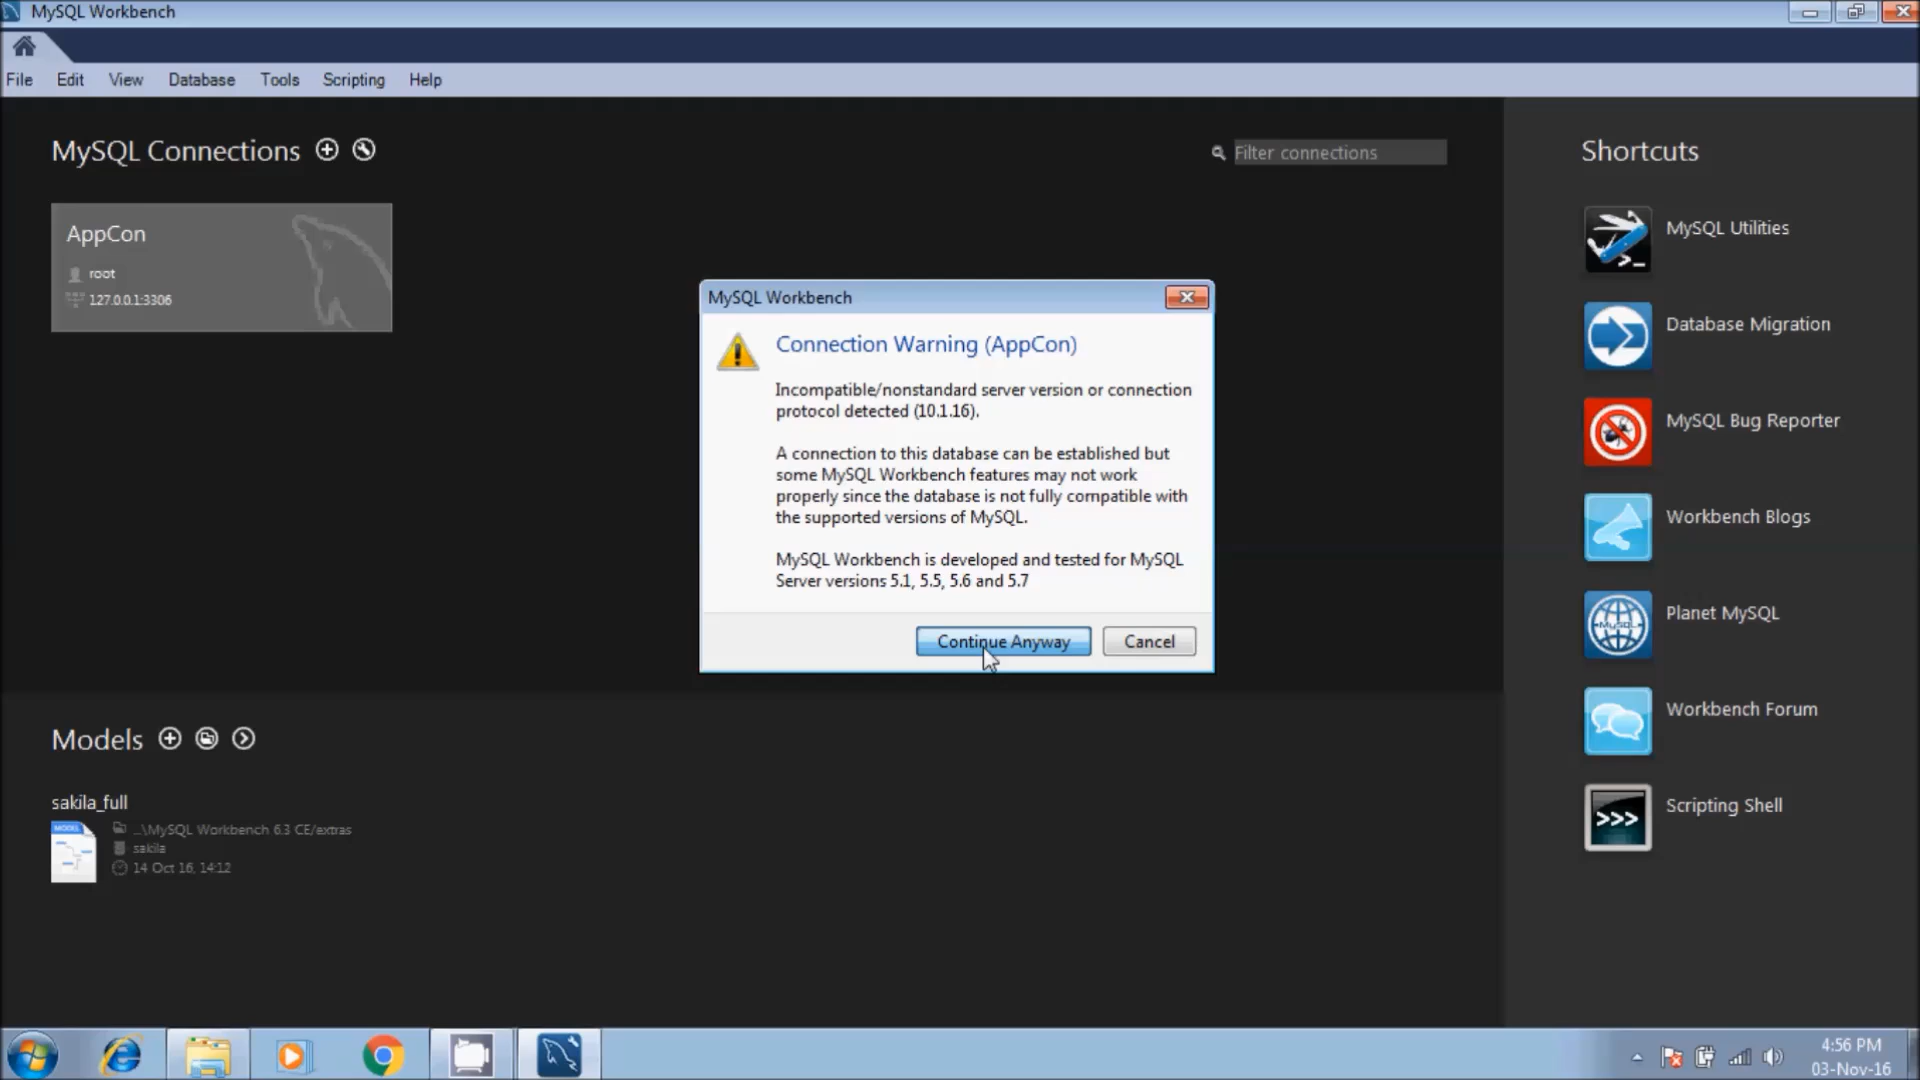 MySQL Workbench
File Edit View Database Tools Scripting Help
MySQL Connections
Filter connections
AppCon
root
127.0.0.1:3306
MySQL Workbench
Connection Warning (AppCon)
Incompatible/nonstandard server version or connection
protocol detected (10.1.16).
A connection to this database can be established but
some MySQL Workbench features may not work
properly since the database is not fully compatible with
the supported versions of MySQL.
MySQL Workbench is developed and tested for MySQL
Server versions 5.1, 5.5, 5.6 and 5.7
Continue Anyway Cancel
Shortcuts
MySQL Utilities
Database Migration
MySQL Bug Reporter
Workbench Blogs
MySQL
Planet MySQL
Workbench Forum
>>>
Scripting Shell
Models
sakila_full
MODEL
...\MySQL Workbench 6.3 CE/extras
sakila
14 Oct 16, 14:12
4:56 PM
03-Nov-16